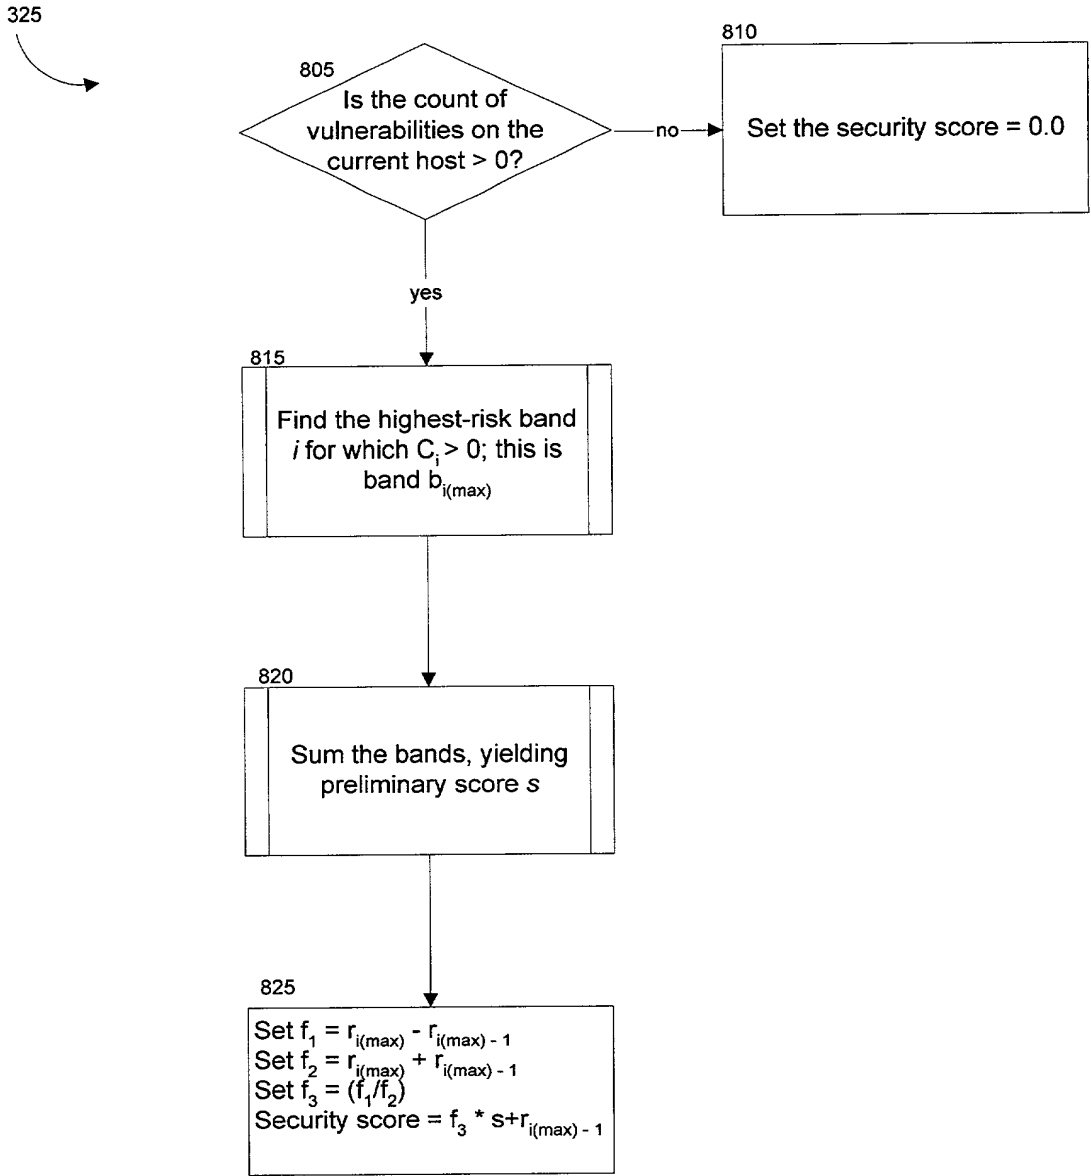 325
805
Is the count of
vulnerabilities on the
current host > 0?
no
810
Set the security score = 0.0
yes
815
Find the highest-risk band
i for which C_i > 0; this is
band b_i(max)
820
Sum the bands, yielding
preliminary score s
825
Set f_1 = r_i(max) - r_i(max) - 1
Set f_2 = r_i(max) + r_i(max) - 1
Set f_3 = (f_1/f_2)
Security score = f_3 * s+r_i(max) - 1